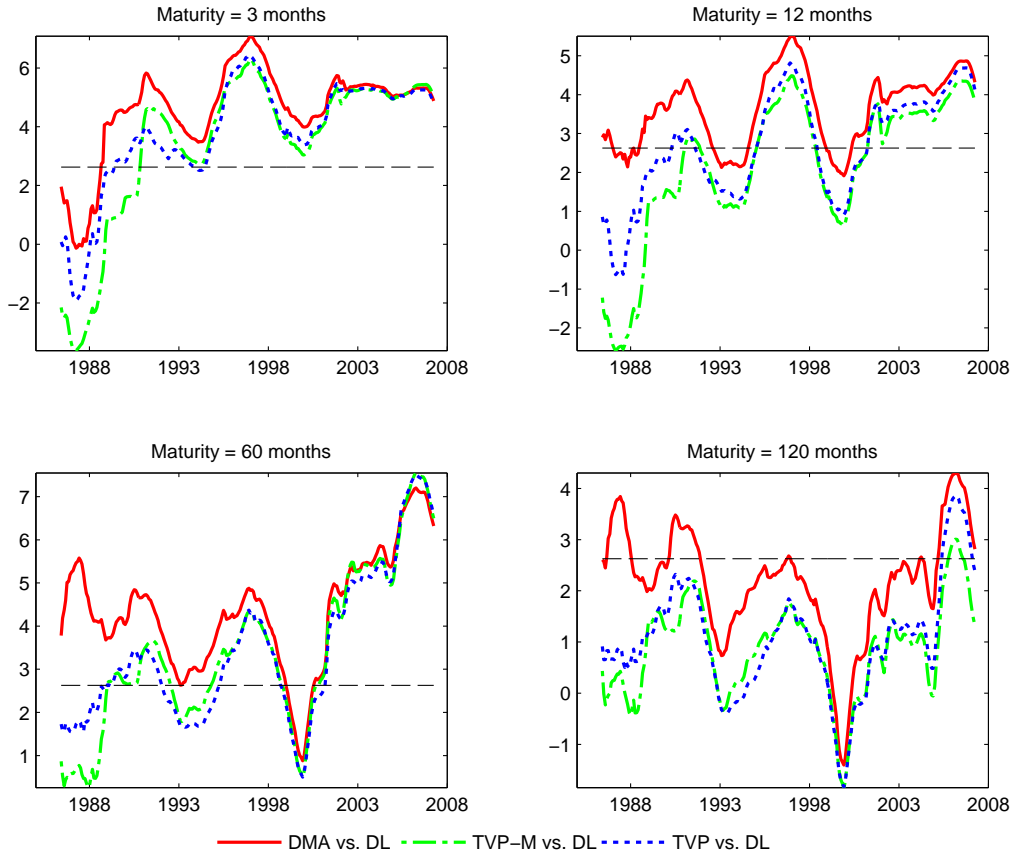 Maturity = 3 months
6
4
2
0
−2
1988 1993 1998 2003 2008
Maturity = 12 months
5
4
3
2
1
0
−1
−2
1988 1993 1998 2003 2008
Maturity = 60 months
7
6
5
4
3
2
1
1988 1993 1998 2003 2008
Maturity = 120 months
4
3
2
1
0
−1
1988 1993 1998 2003 2008
DMA vs. DL TVP−M vs. DL TVP vs. DL